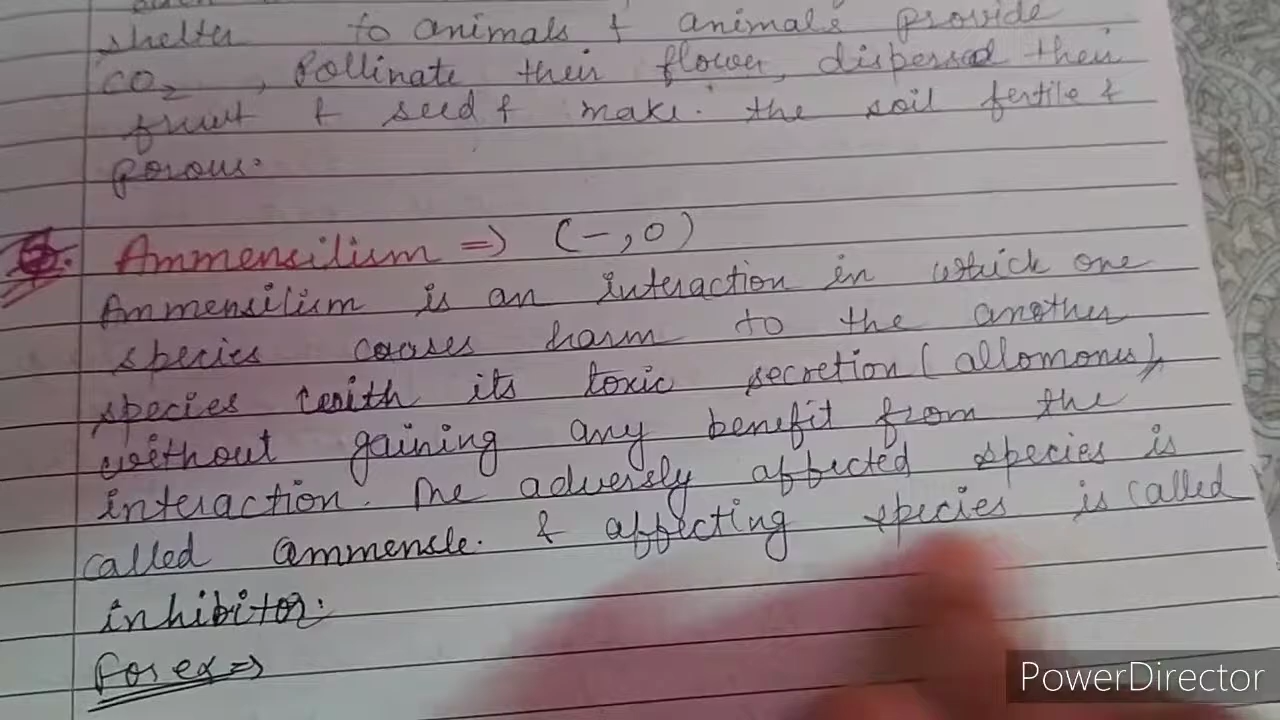 shelter to animals & animals provide
CO₂, Pollinate their flower, dispersed their
fruit & seed & make. the soil fertile &
porous.
Ammensilism => (-,0)
Ammensilism is an interaction in which one
species causes harm to the another
species with its toxic secretion (allomones),
without gaining any benefit from the
interaction. The adversly affected species is
called ammensle. & affecting species is called
inhibitor.
For ex =>
PowerDirector